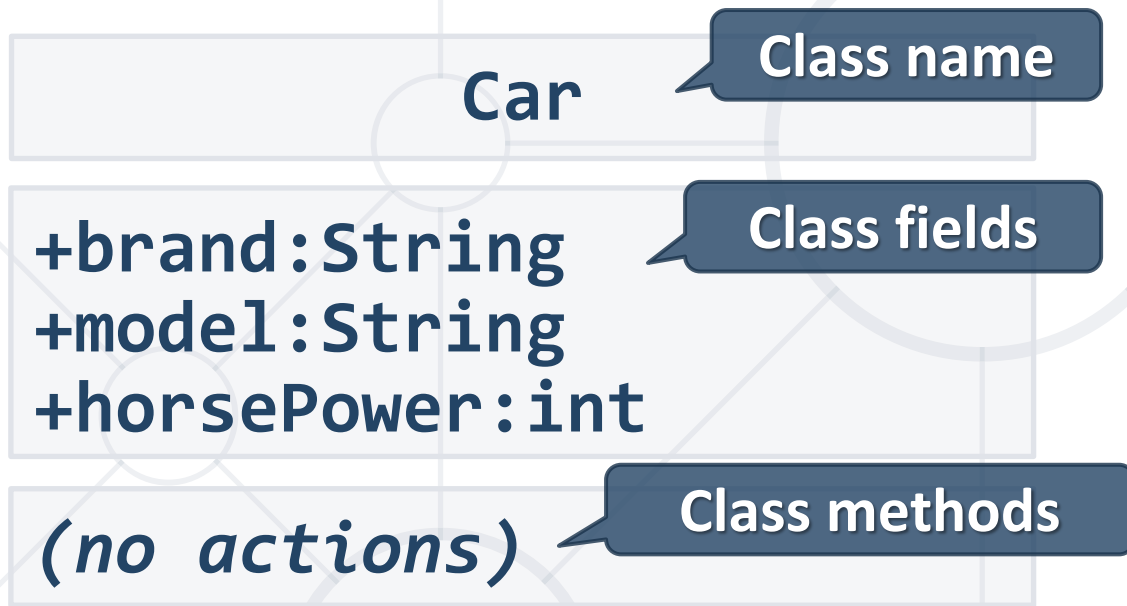 Class name
Car
Class fields
+brand:String
+model:String
+horsePower:int
Class methods
(no actions)